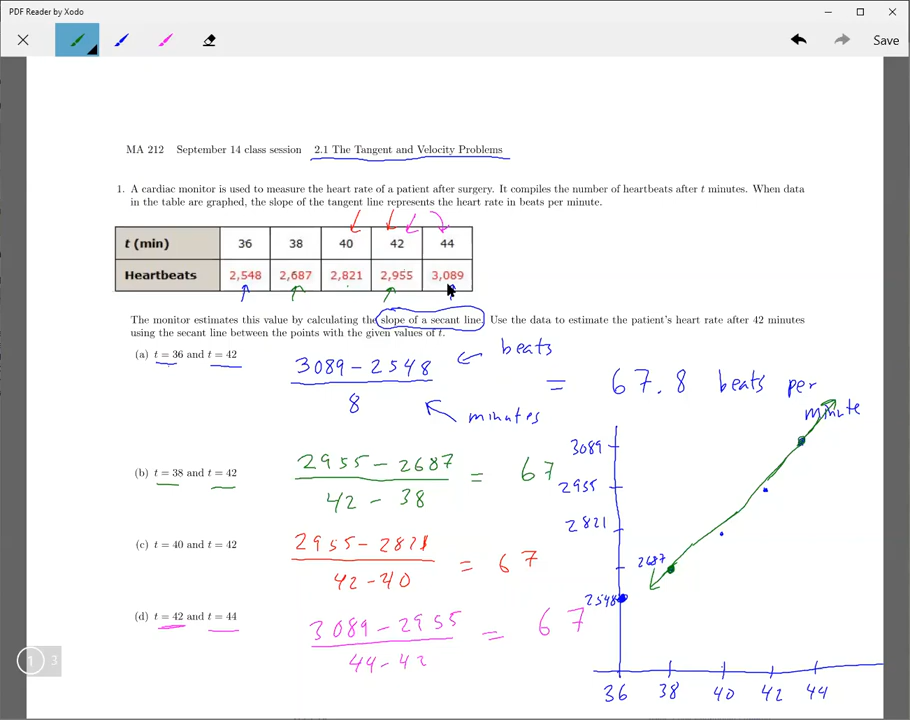 PDF Reader by Xodo
Save
MA 212 September 14 class session 2.1 The Tangent and Velocity Problems
1. A cardiac monitor is used to measure the heart rate of a patient after surgery. It compiles the number of heartbeats after t minutes. When data
in the table are graphed, the slope of the tangent line represents the heart rate in beats per minute.
t (min) 36 38 40 42 44
Heartbeats 2,548 2,687 2,821 2,955 3,089
The monitor estimates this value by calculating the slope of a secant line. Use the data to estimate the patient's heart rate after 42 minutes
using the secant line between the points with the given values of t.
(a) t = 36 and t = 42
3089 - 2548
beats
8
minutes
= 67.8 beats per
minute
(b) t = 38 and t = 42
2955 - 2687
42 - 38
= 67
(c) t = 40 and t = 42
2955 - 2821
42 - 40
= 67
(d) t = 42 and t = 44
3089 - 2955
44 - 42
= 67
3089
2955
2821
2687
2548
36 38 40 42 44
1 3